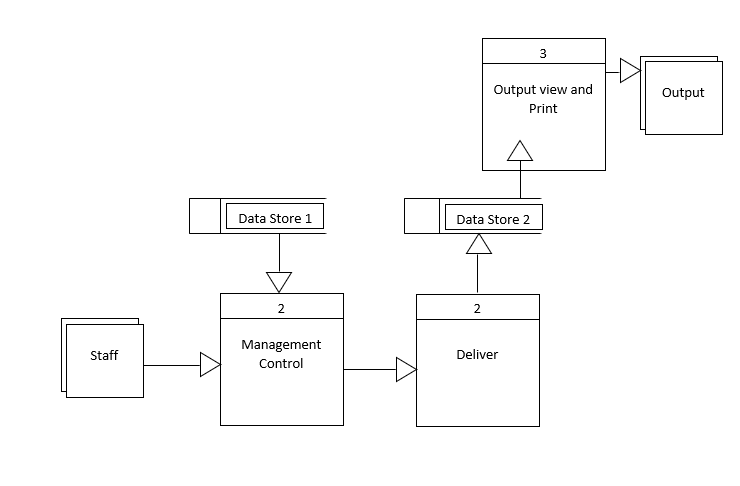 3
Output view and
Print
Output
Data Store 1
Data Store 2
2
Management
Control
2
Deliver
Staff